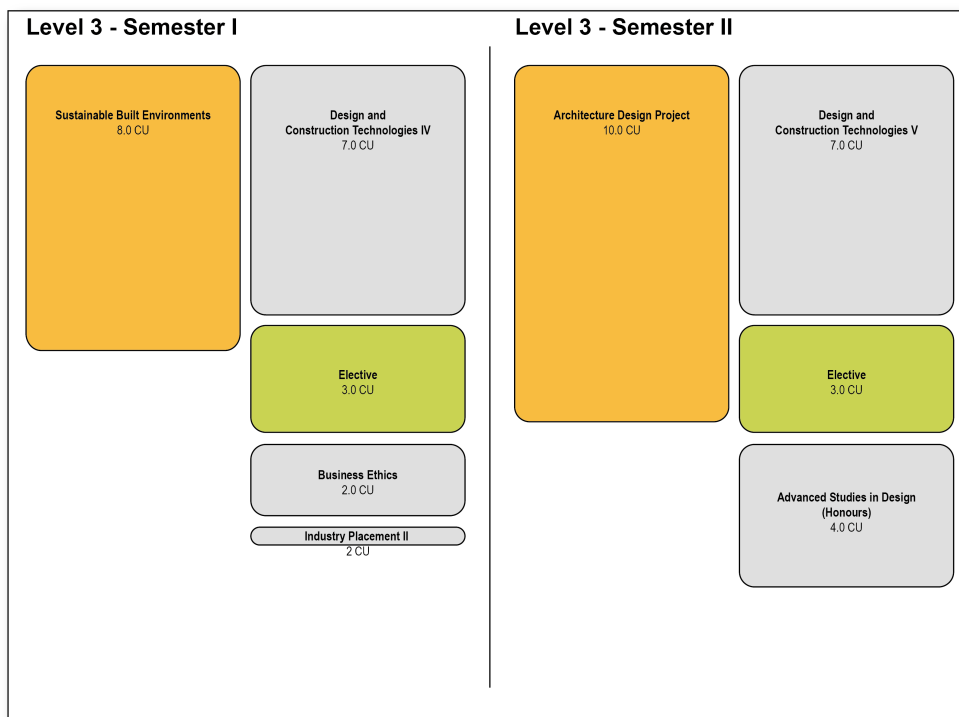 Level 3 - Semester I
Sustainable Built Environments
8.0 CU
Design and
Construction Technologies IV
7.0 CU
Elective
3.0 CU
Business Ethics
2.0 CU
Industry Placement II
2 CU
Level 3 - Semester II
Architecture Design Project
10.0 CU
Design and
Construction Technologies V
7.0 CU
Elective
3.0 CU
Advanced Studies in Design
(Honours)
4.0 CU